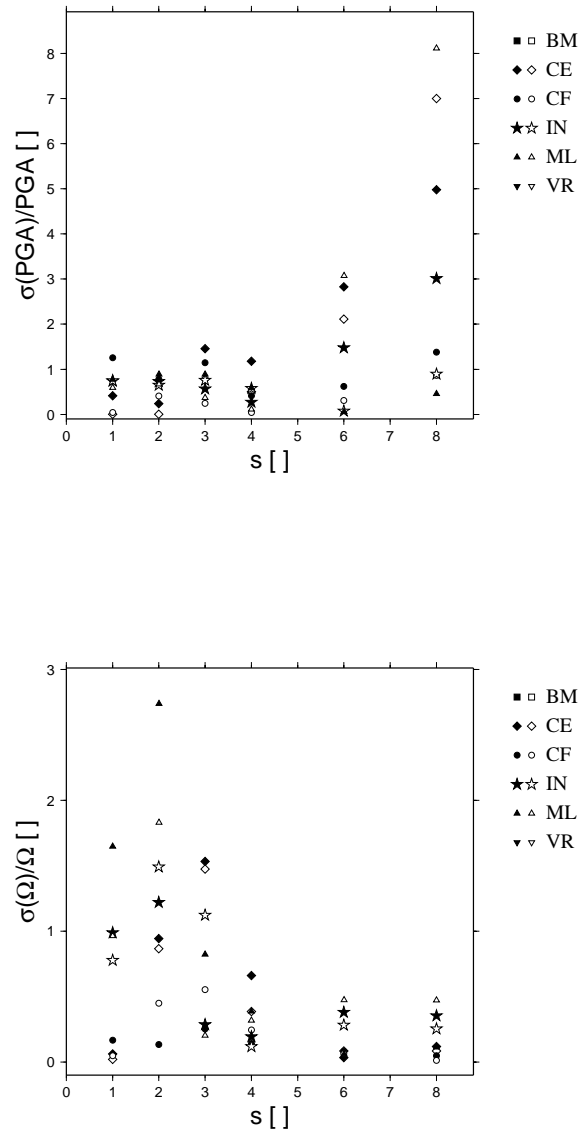 8
7
6
5
4
3
2
1
0
σ(PGA)/PGA [ ]
0 1 2 3 4 5 6 7 8
s [ ]
BM
CE
CF
IN
ML
VR
3
2
1
0
σ(Ω)/Ω [ ]
0 1 2 3 4 5 6 7 8
s [ ]
BM
CE
CF
IN
ML
VR